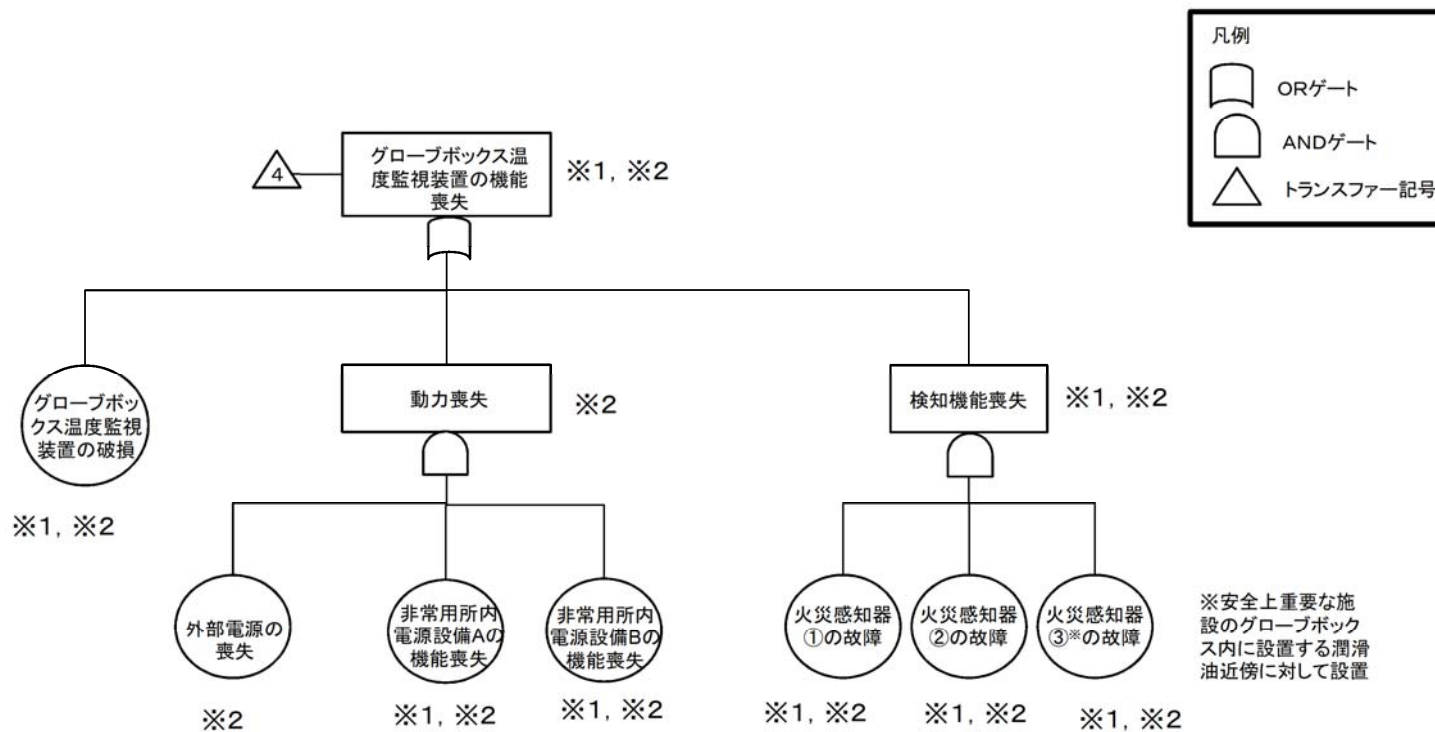 凡例
ORゲート
ANDゲート
トランスファー記号
4
グローブボックス温
度監視装置の機能
喪失
※1, ※2
グローブボッ
クス温度監視
装置の破損
※1, ※2
動力喪失
※2
検知機能喪失
※1, ※2
外部電源の
喪失
※2
非常用所内
電源設備Aの
機能喪失
※1, ※2
非常用所内
電源設備Bの
機能喪失
※1, ※2
火災感知器
①の故障
※1, ※2
火災感知器
②の故障
※1, ※2
火災感知器
③※の故障
※1, ※2
※安全上重要な施
設のグローブボック
ス内に設置する潤滑
油近傍に対して設置